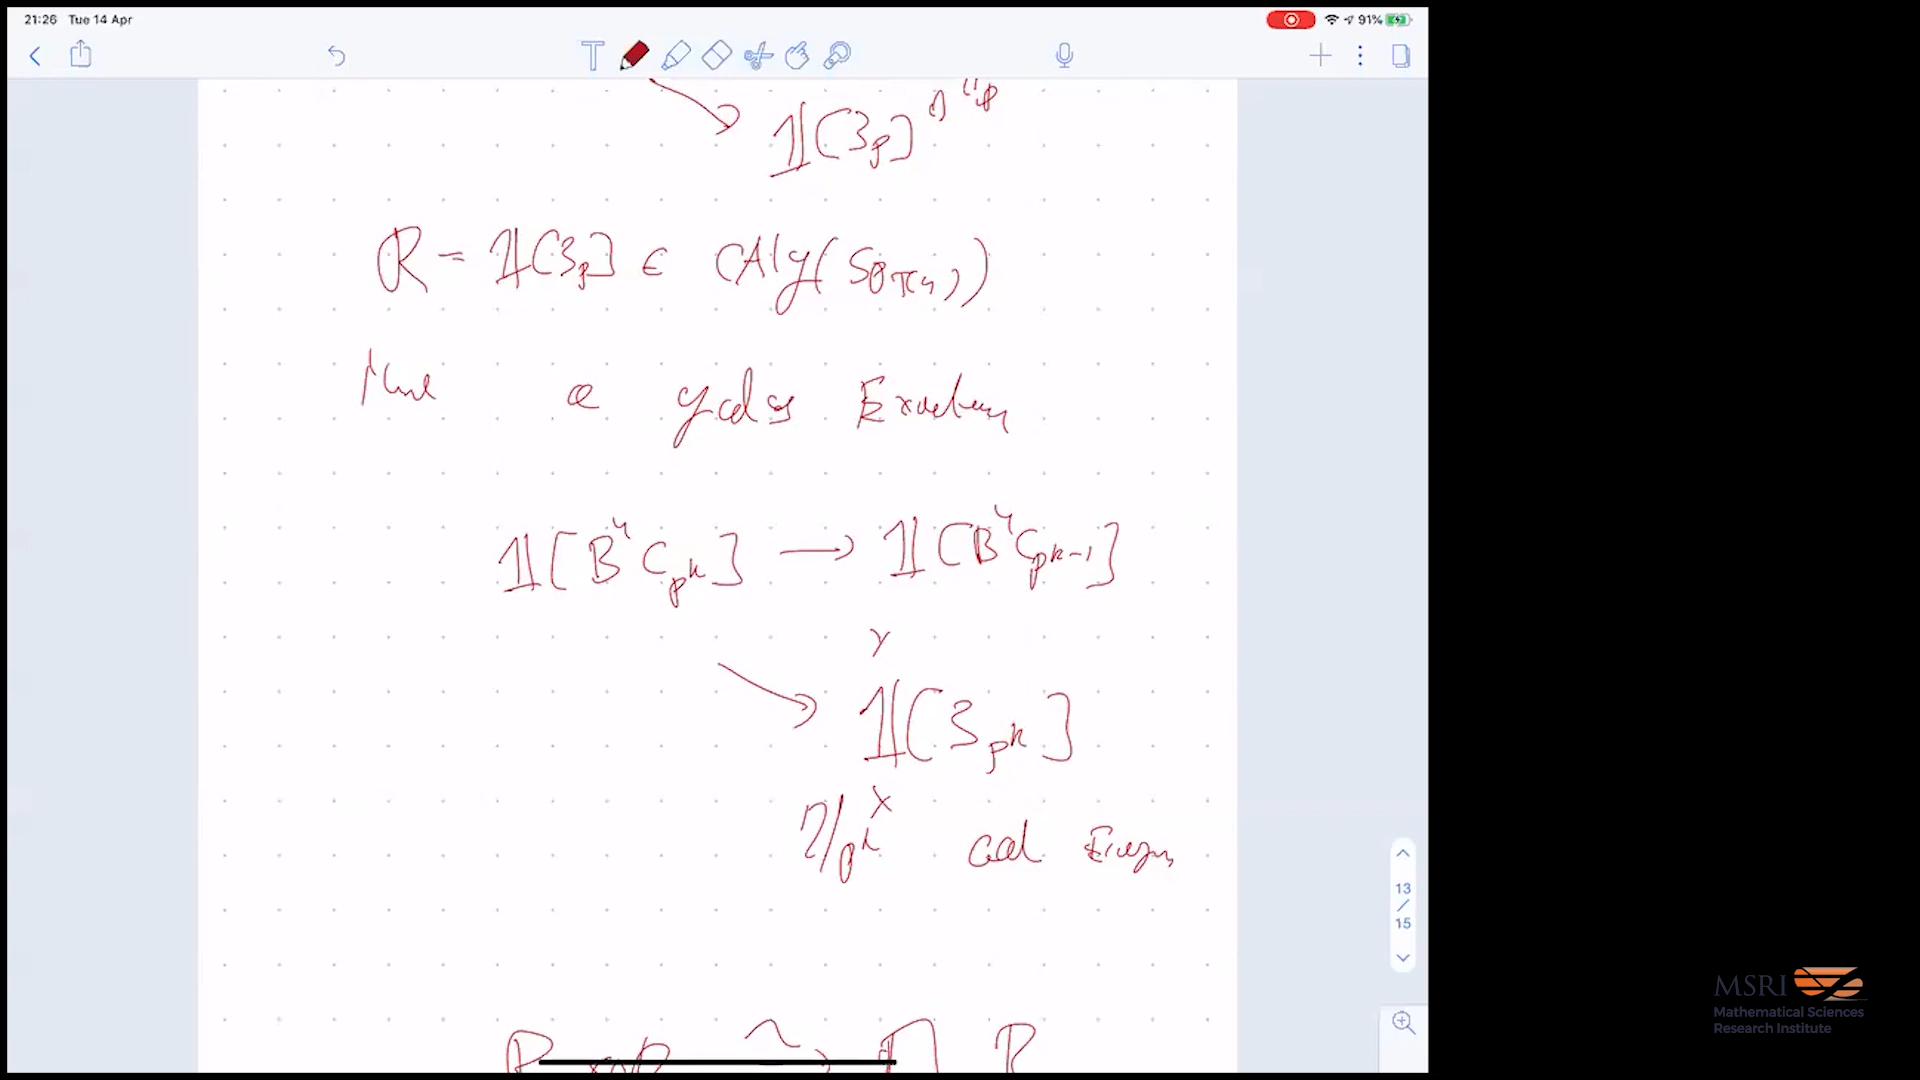 21:26 Tue 14 Apr
91%
𝟙[ζ_p]
R = 𝟙[ζ_p] ∈ CAlg(Sp_{T(n)})
a galois Extension
𝟙[B^n C_{p^k}] → 𝟙[B^n C_{p^{k-1}}]
×
𝟙[ζ_{p^k}]
ℤ/p^k ^× Gal
13
/
15
R ⊗ R ≃ ∏ R
MSRI
Mathematical Sciences
Research Institute